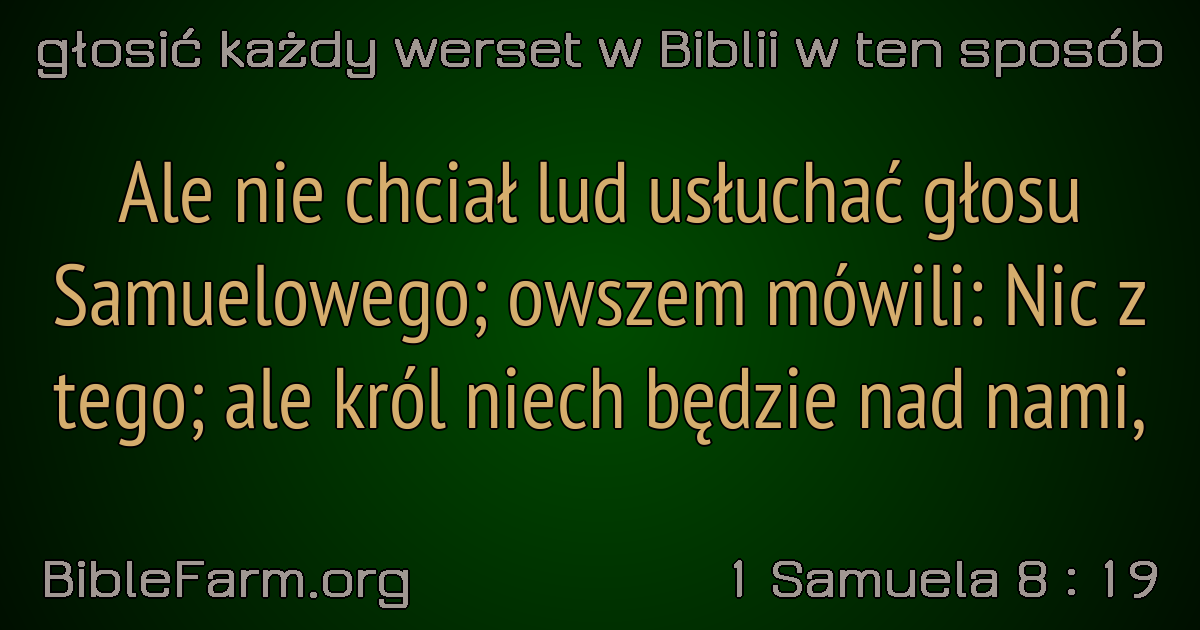 głosić każdy werset w Biblii w ten sposób
Ale nie chciał lud usłuchać głosu
Samuelowego; owszem mówili: Nic z
tego; ale król niech będzie nad nami,
BibleFarm.org
1 Samuela 8 : 19